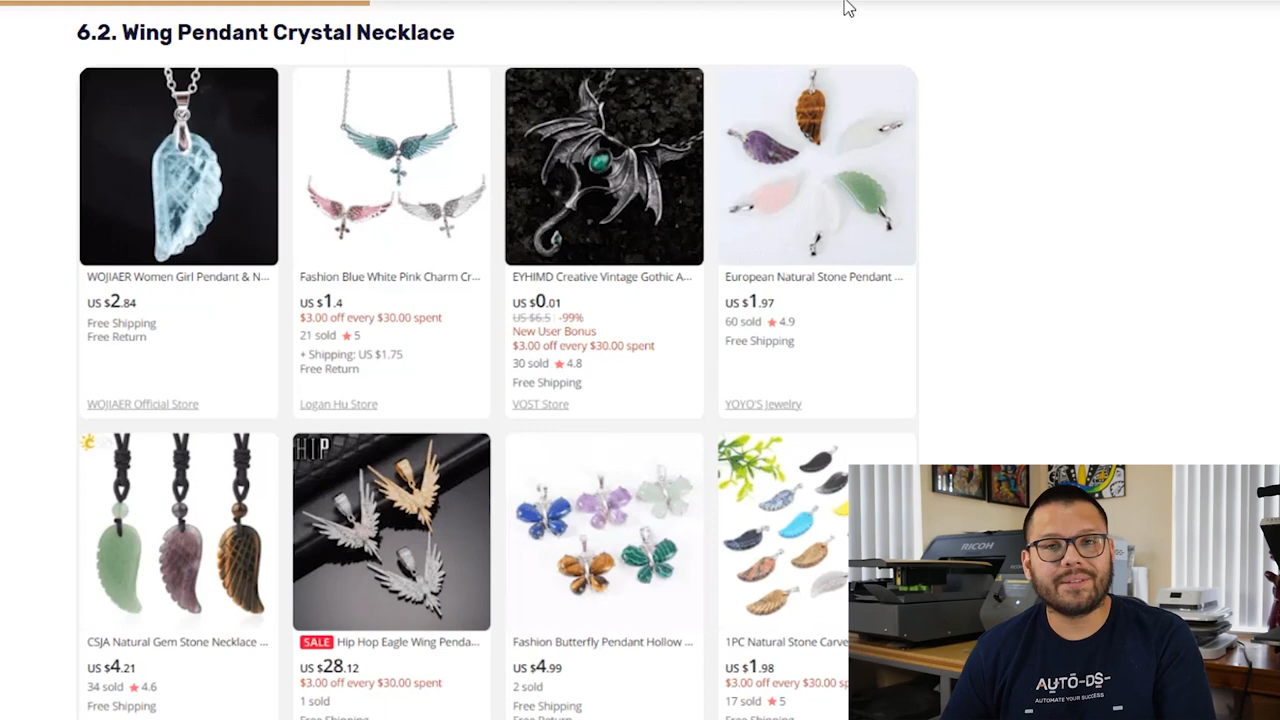 6.2. Wing Pendant Crystal Necklace
WOJIAER Women Girl Pendant & N...
US $2.84
Free Shipping
Free Return
WOJIAER Official Store
Fashion Blue White Pink Charm Cr...
US $1.4
$3.00 off every $30.00 spent
21 sold ★ 5
+ Shipping: US $1.75
Free Return
Logan Hu Store
EYHIMD Creative Vintage Gothic A...
US $0.01
US $6.5 -99%
New User Bonus
$3.00 off every $30.00 spent
30 sold ★ 4.8
Free Shipping
VOST Store
European Natural Stone Pendant ...
US $1.97
60 sold ★ 4.9
Free Shipping
YOYO'S Jewelry
CSJA Natural Gem Stone Necklace ...
US $4.21
34 sold ★ 4.6
Free Shipping
HIP
SALE Hip Hop Eagle Wing Penda...
US $28.12
$3.00 off every $30.00 spent
1 sold
Free Shipping
Fashion Butterfly Pendant Hollow ...
US $4.99
2 sold
Free Shipping
Free Return
1PC Natural Stone Carve
US $1.98
$3.00 off every $30.00 sp
17 sold ★ 5
Free Shipping
RICOH
AUTO-DS-
AUTOMATE YOUR SUCCESS